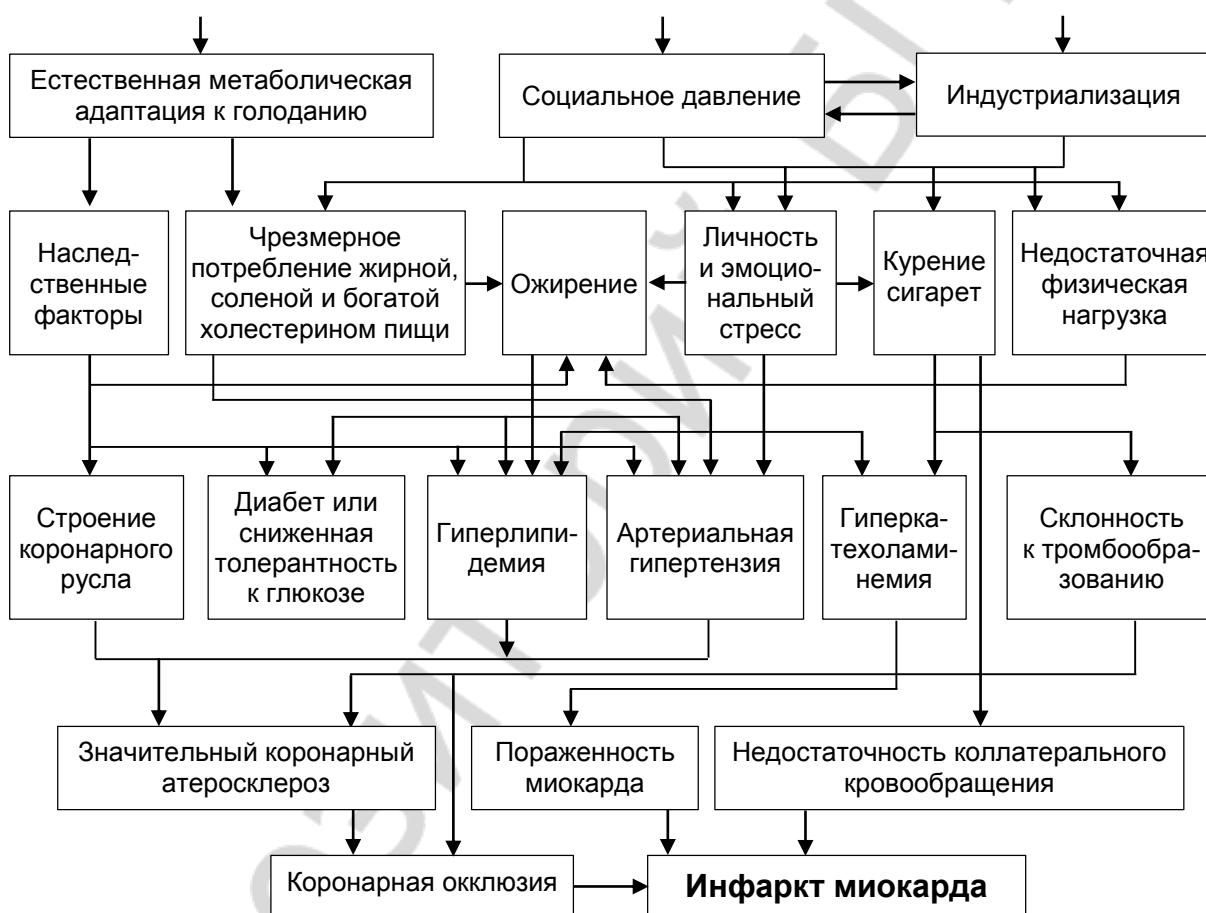 Естественная метаболическая
адаптация к голоданию
Социальное давление
Индустриализация
Наслед-
ственные
факторы
Чрезмерное
потребление жирной,
соленой и богатой
холестерином пищи
Ожирение
Личность
и эмоцио-
нальный
стресс
Курение
сигарет
Недостаточная
физическая
нагрузка
Строение
коронарного
русла
Диабет или
сниженная
толерантность
к глюкозе
Гиперлипи-
демия
Артериальная
гипертензия
Гиперка-
техолами-
немия
Склонность
к тромбообра-
зованию
Значительный коронарный
атеросклероз
Пораженность
миокарда
Недостаточность коллатерального
кровообращения
Коронарная окклюзия
Инфаркт миокарда